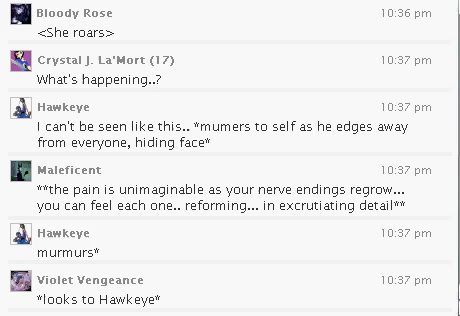 Bloody Rose 10:36 pm
<She roars>
Crystal J. La'Mort (17) 10:37 pm
What's happening..?
Hawkeye 10:37 pm
I can't be seen like this.. *mumers to self as he edges away
from everyone, hiding face*
Maleficent 10:37 pm
**the pain is unimaginable as your nerve endings regrow...
you can feel each one.. reforming... in excrutiating detail**
Hawkeye 10:37 pm
murmurs*
Violet Vengeance 10:37 pm
*looks to Hawkeye*